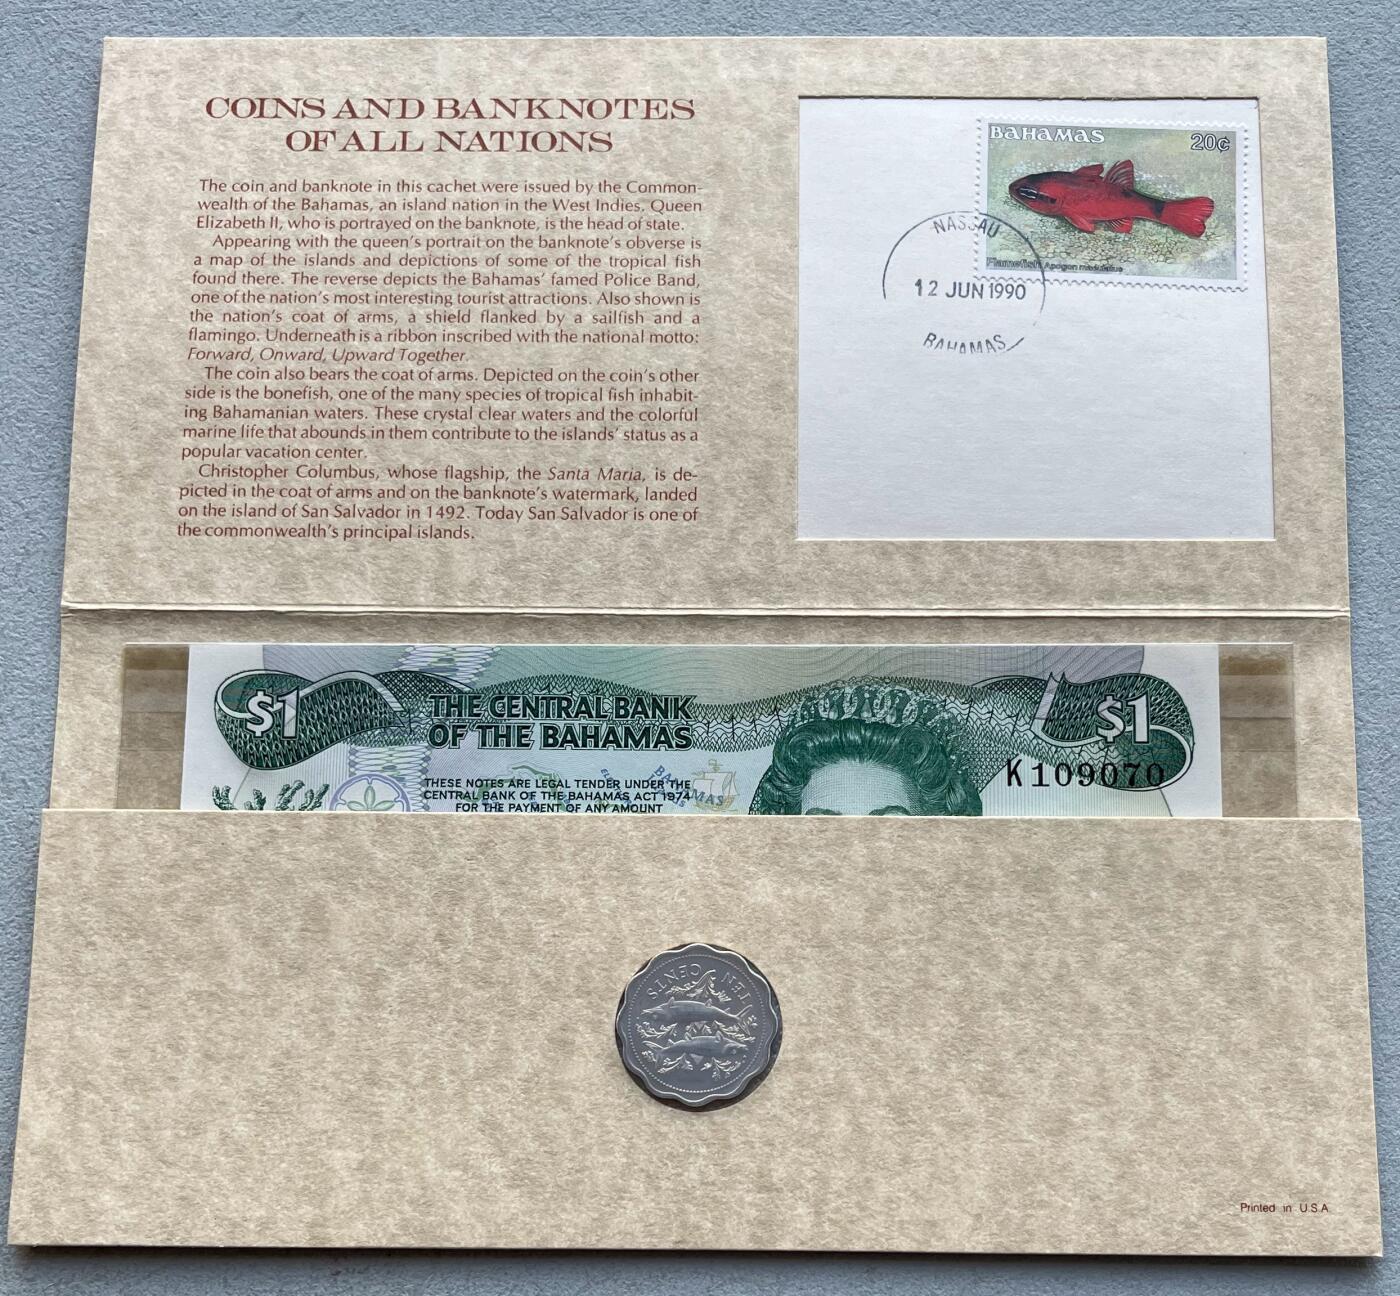 COINS AND BANKNOTES
OF ALL NATIONS
The coin and banknote in this cachet were issued by the Common-
wealth of the Bahamas, an island nation in the West Indies. Queen
Elizabeth II, who is portrayed on the banknote, is the head of state.
Appearing with the queen's portrait on the banknote's obverse is
a map of the islands and depictions of some of the tropical fish
found there. The reverse depicts the Bahamas' famed Police Band,
one of the nation's most interesting tourist attractions. Also shown is
the nation's coat of arms, a shield flanked by a sailfish and a
flamingo. Underneath is a ribbon inscribed with the national motto:
Forward, Onward, Upward Together.
The coin also bears the coat of arms. Depicted on the coin's other
side is the bonefish, one of the many species of tropical fish inhabit-
ing Bahamanian waters. These crystal clear waters and the colorful
marine life that abounds in them contribute to the islands' status as a
popular vacation center.
Christopher Columbus, whose flagship, the Santa Maria, is de-
picted in the coat of arms and on the banknote's watermark, landed
on the island of San Salvador in 1492. Today San Salvador is one of
the commonwealth's principal islands.
BAHAMAS
20¢
Flamefish Apogon maculatus
NASSAU
12 JUN 1990
BAHAMAS
$1
THE CENTRAL BANK
OF THE BAHAMAS
$1
K109070
THESE NOTES ARE LEGAL TENDER UNDER THE
CENTRAL BANK OF THE BAHAMAS ACT 1974
FOR THE PAYMENT OF ANY AMOUNT
BAHAMAS
TEN
CENTS
Printed in U.S.A.